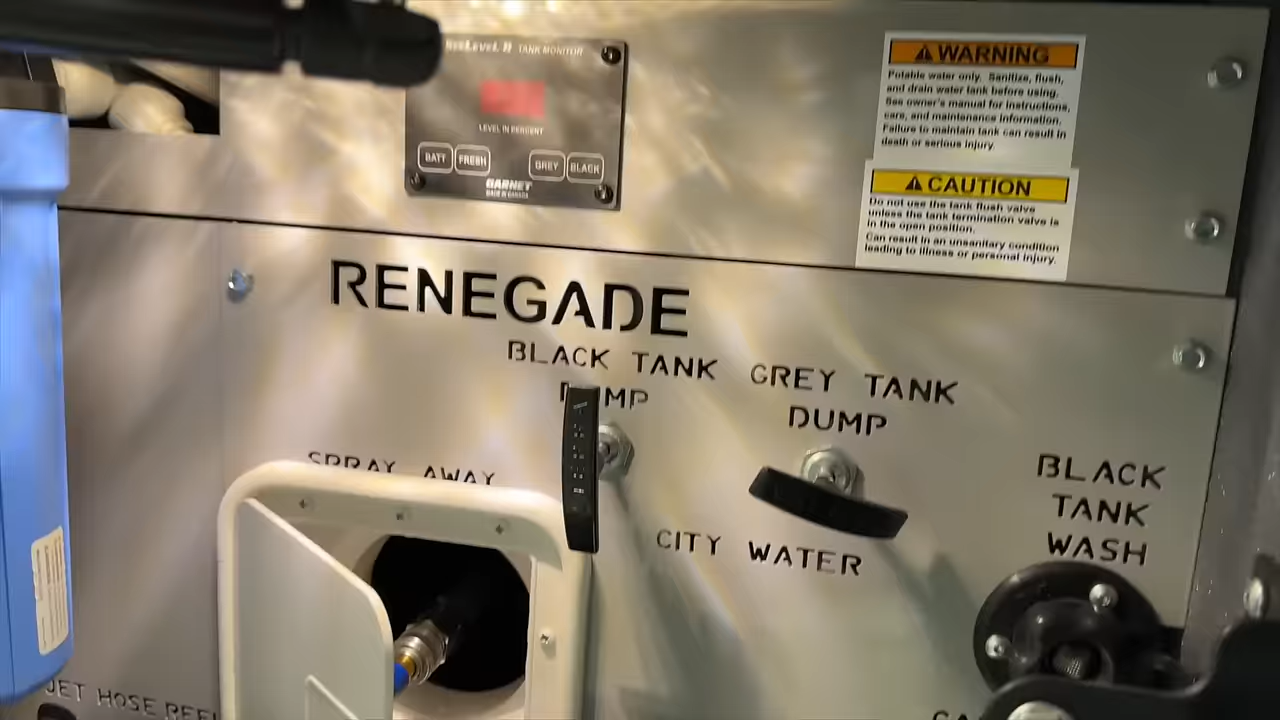 SeeLeveL II TANK MONITOR
LEVEL IN PERCENT
BATT
FRESH
GREY
BLACK
GARNET
MADE IN CANADA
WARNING
Potable water only. Sanitize, flush,
and drain water tank before using.
See owner's manual for instructions,
care, and maintenance information.
Failure to maintain tank can result in
death or serious injury.
CAUTION
Do not use the tank flush valve
unless the tank termination valve is
in the open position.
Can result in an unsanitary condition
leading to illness or personal injury.
RENEGADE
BLACK TANK
DUMP
GREY TANK
DUMP
SPRAY AWAY
CITY WATER
BLACK
TANK
WASH
JET HOSE REEL